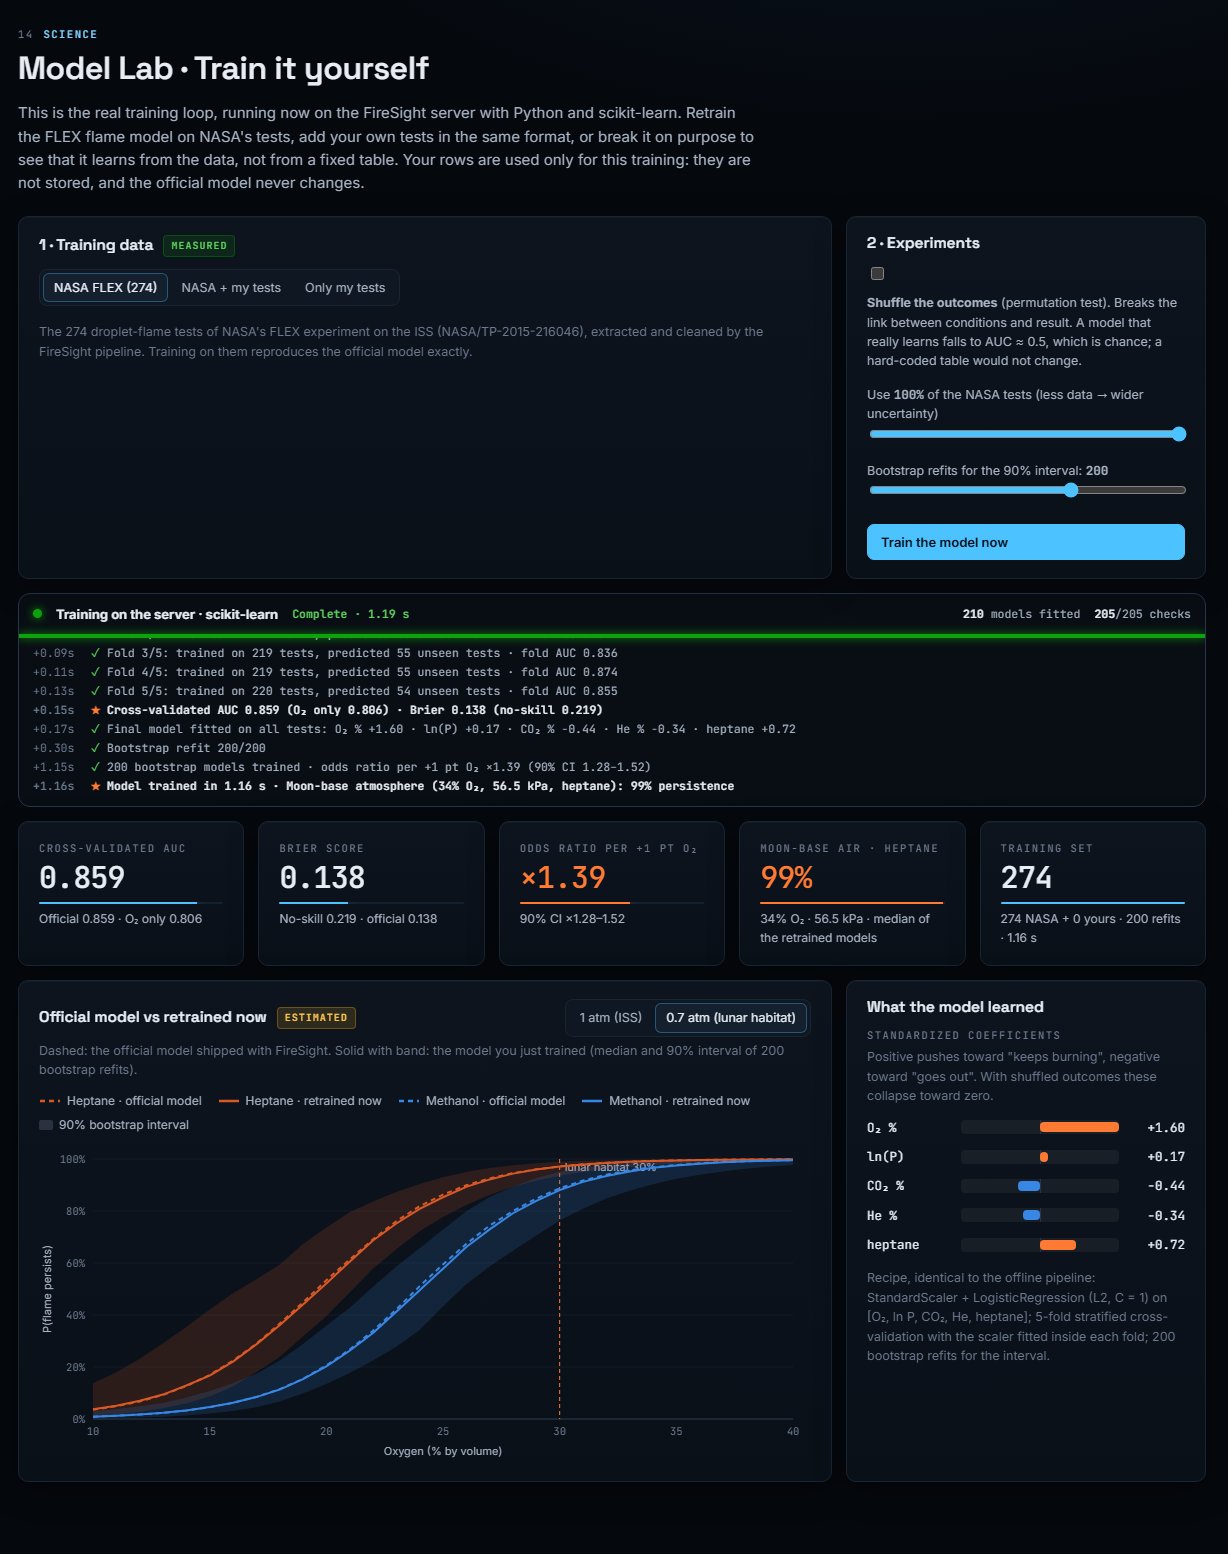 14 SCIENCE
Model Lab · Train it yourself
This is the real training loop, running now on the FireSight server with Python and scikit-learn. Retrain
the FLEX flame model on NASA's tests, add your own tests in the same format, or break it on purpose to
see that it learns from the data, not from a fixed table. Your rows are used only for this training: they are
not stored, and the official model never changes.
1 · Training data MEASURED
NASA FLEX (274) NASA + my tests Only my tests
The 274 droplet-flame tests of NASA's FLEX experiment on the ISS (NASA/TP-2015-216046), extracted and cleaned by the
FireSight pipeline. Training on them reproduces the official model exactly.
2 · Experiments
Shuffle the outcomes (permutation test). Breaks the
link between conditions and result. A model that
really learns falls to AUC ≈ 0.5, which is chance; a
hard-coded table would not change.
Use 100% of the NASA tests (less data → wider
uncertainty)
Bootstrap refits for the 90% interval: 200
Train the model now
Training on the server · scikit-learn Complete · 1.19 s 210 models fitted 205/205 checks
+0.09s ✓ Fold 3/5: trained on 219 tests, predicted 55 unseen tests · fold AUC 0.836
+0.11s ✓ Fold 4/5: trained on 219 tests, predicted 55 unseen tests · fold AUC 0.874
+0.13s ✓ Fold 5/5: trained on 220 tests, predicted 54 unseen tests · fold AUC 0.855
+0.15s ★ Cross-validated AUC 0.859 (O₂ only 0.806) · Brier 0.138 (no-skill 0.219)
+0.17s ✓ Final model fitted on all tests: O₂ % +1.60 · ln(P) +0.17 · CO₂ % -0.44 · He % -0.34 · heptane +0.72
+0.30s ✓ Bootstrap refit 200/200
+1.15s ✓ 200 bootstrap models trained · odds ratio per +1 pt O₂ ×1.39 (90% CI 1.28–1.52)
+1.16s ★ Model trained in 1.16 s · Moon-base atmosphere (34% O₂, 56.5 kPa, heptane): 99% persistence
CROSS-VALIDATED AUC
0.859
Official 0.859 · O₂ only 0.806
BRIER SCORE
0.138
No-skill 0.219 · official 0.138
ODDS RATIO PER +1 PT O₂
×1.39
90% CI ×1.28–1.52
MOON-BASE AIR · HEPTANE
99%
34% O₂ · 56.5 kPa · median of
the retrained models
TRAINING SET
274
274 NASA + 0 yours · 200 refits
· 1.16 s
Official model vs retrained now ESTIMATED
1 atm (ISS) 0.7 atm (lunar habitat)
Dashed: the official model shipped with FireSight. Solid with band: the model you just trained (median and 90% interval of 200
bootstrap refits).
Heptane · official model Heptane · retrained now Methanol · official model Methanol · retrained now
90% bootstrap interval
100%
80%
60%
40%
20%
0%
P(flame persists)
lunar habitat 30%
10 15 20 25 30 35 40
Oxygen (% by volume)
What the model learned
STANDARDIZED COEFFICIENTS
Positive pushes toward "keeps burning", negative
toward "goes out". With shuffled outcomes these
collapse toward zero.
O₂ % +1.60
ln(P) +0.17
CO₂ % -0.44
He % -0.34
heptane +0.72
Recipe, identical to the offline pipeline:
StandardScaler + LogisticRegression (L2, C = 1) on
[O₂, ln P, CO₂, He, heptane]; 5-fold stratified cross-
validation with the scaler fitted inside each fold; 200
bootstrap refits for the interval.